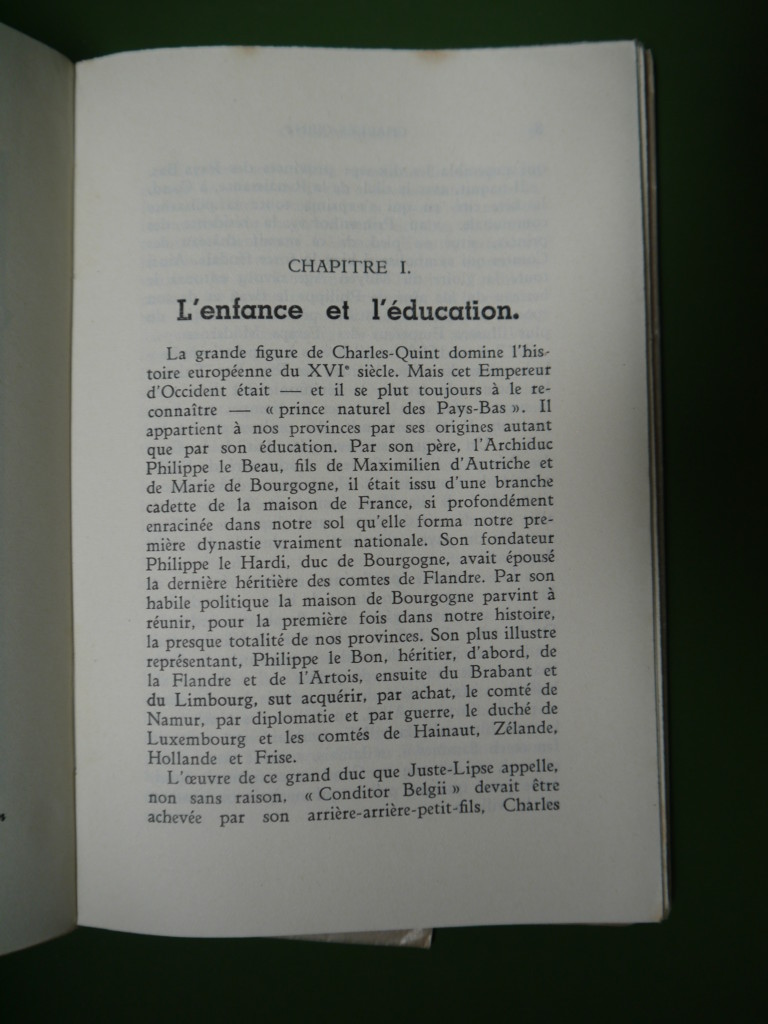 CHAPITRE I.
L'enfance et l'éducation.
La grande figure de Charles-Quint domine l'his-
toire européenne du XVIe siècle. Mais cet Empereur
d'Occident était — et il se plut toujours à le re-
connaître — « prince naturel des Pays-Bas ». Il
appartient à nos provinces par ses origines autant
que par son éducation. Par son père, l'Archiduc
Philippe le Beau, fils de Maximilien d'Autriche et
de Marie de Bourgogne, il était issu d'une branche
cadette de la maison de France, si profondément
enracinée dans notre sol qu'elle forma notre pre-
mière dynastie vraiment nationale. Son fondateur
Philippe le Hardi, duc de Bourgogne, avait épousé
la dernière héritière des comtes de Flandre. Par son
habile politique la maison de Bourgogne parvint à
réunir, pour la première fois dans notre histoire,
la presque totalité de nos provinces. Son plus illustre
représentant, Philippe le Bon, héritier, d'abord, de
la Flandre et de l'Artois, ensuite du Brabant et
du Limbourg, sut acquérir, par achat, le comté de
Namur, par diplomatie et par guerre, le duché de
Luxembourg et les comtés de Hainaut, Zélande,
Hollande et Frise.
L'œuvre de ce grand duc que Juste-Lipse appelle,
non sans raison, « Conditor Belgii » devait être
achevée par son arrière-arrière-petit-fils, Charles